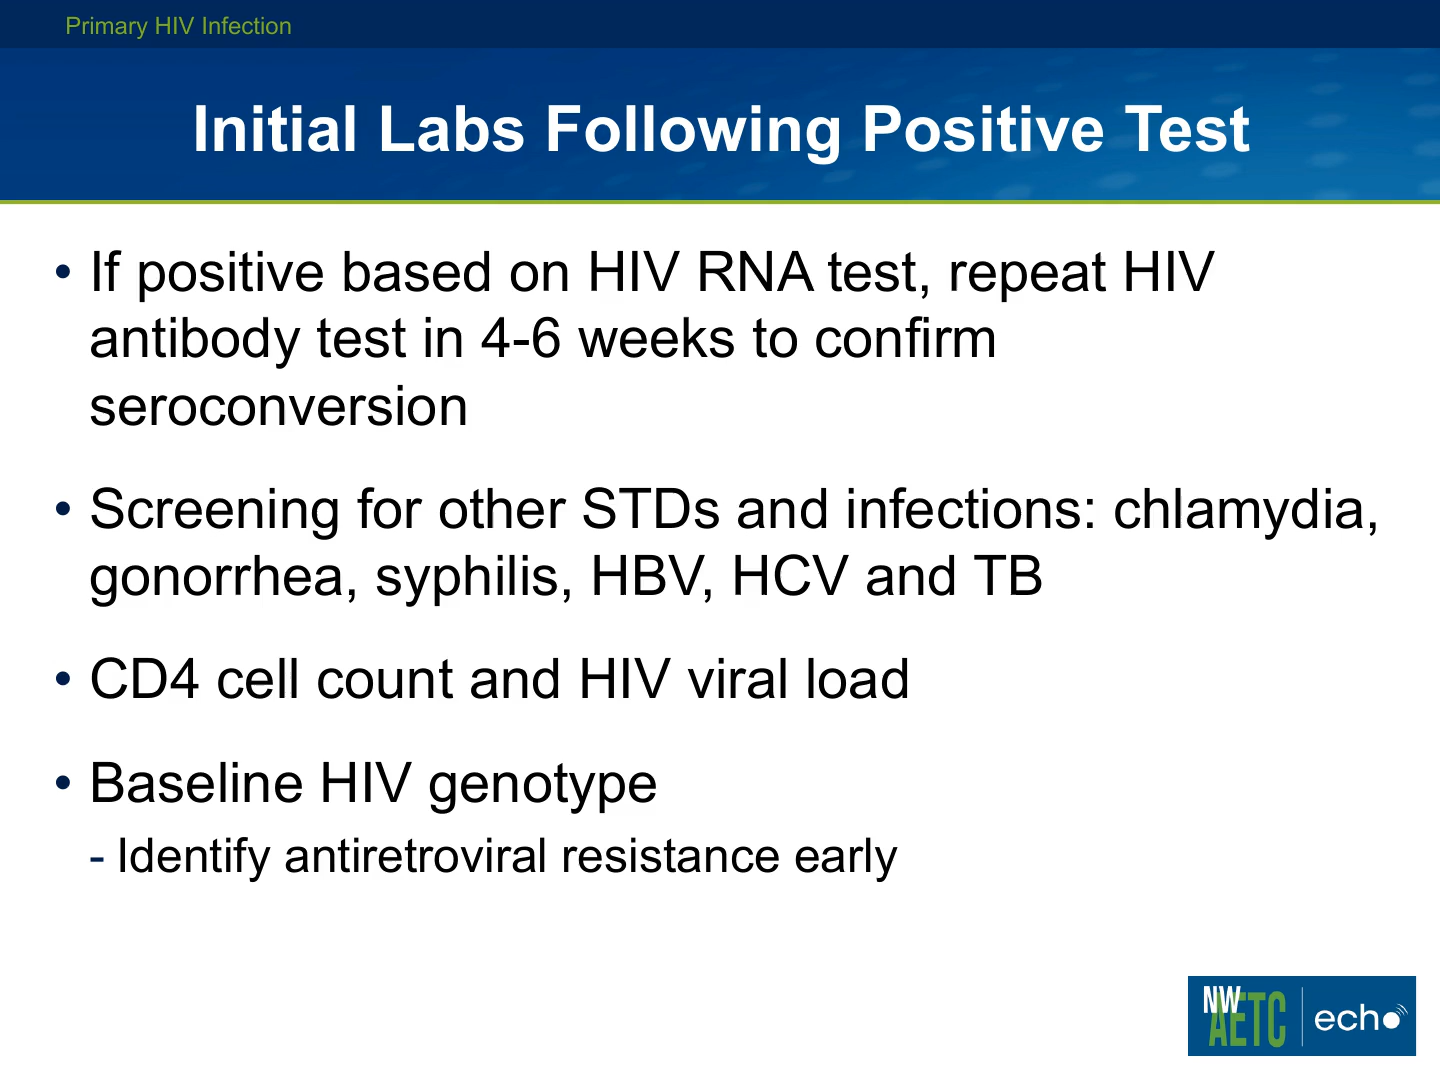 Primary HIV Infection
Initial Labs Following Positive Test
• If positive based on HIV RNA test, repeat HIV
antibody test in 4-6 weeks to confirm
seroconversion
• Screening for other STDs and infections: chlamydia,
gonorrhea, syphilis, HBV, HCV and TB
• CD4 cell count and HIV viral load
• Baseline HIV genotype
- Identify antiretroviral resistance early
NW
AETC
echo